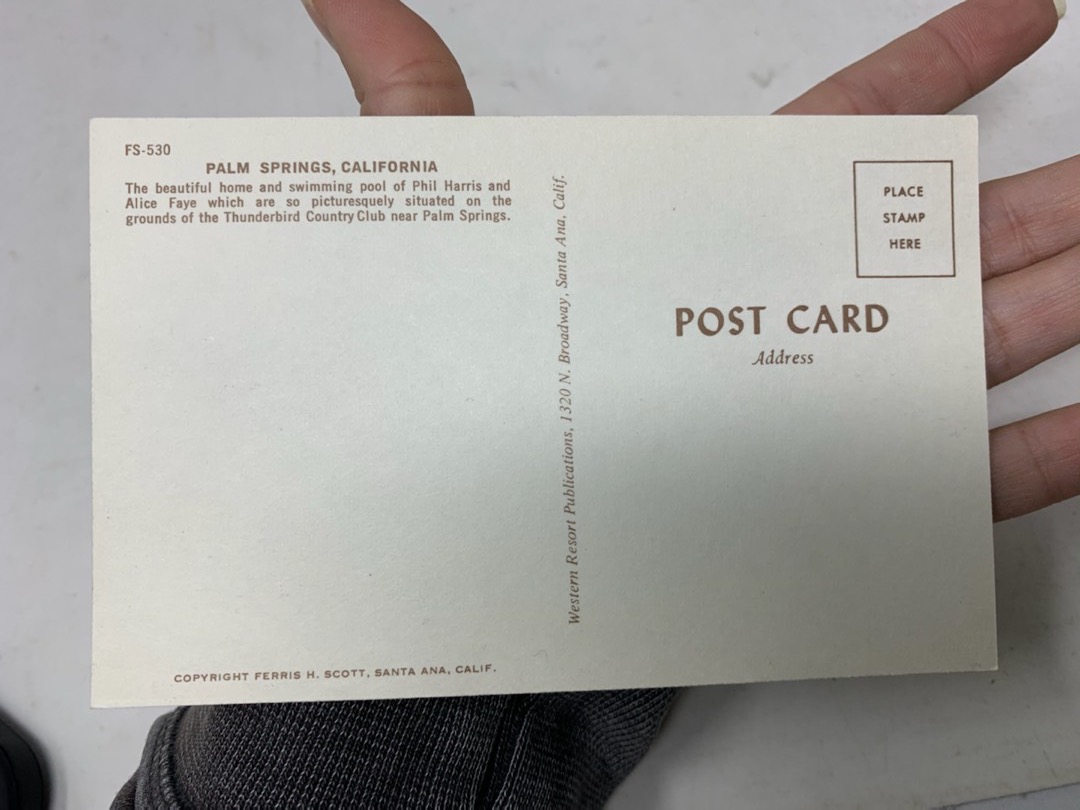 FS-530
PALM SPRINGS, CALIFORNIA
The beautiful home and swimming pool of Phil Harris and
Alice Faye which are so picturesquely situated on the
grounds of the Thunderbird Country Club near Palm Springs.
COPYRIGHT FERRIS H. SCOTT, SANTA ANA, CALIF.
Western Resort Publications, 1320 N. Broadway, Santa Ana, Calif.
PLACE
STAMP
HERE
POST CARD
Address